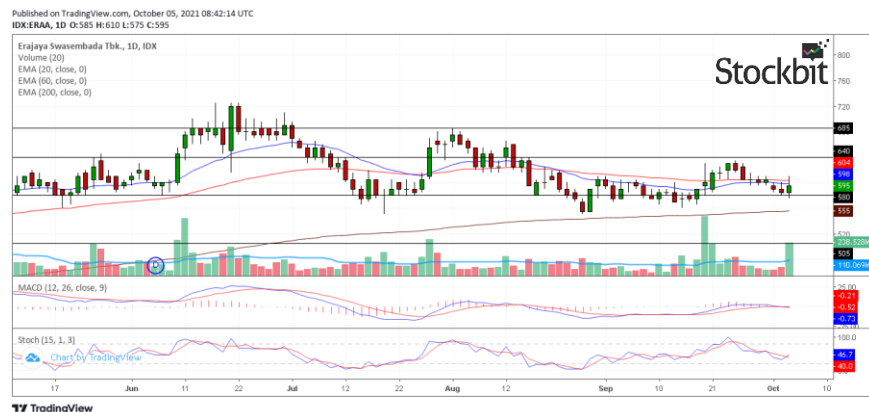 Published on TradingView.com, October 05, 2021 08:42:14 UTC
IDX:ERAA, 1D O:585 H:610 L:575 C:595
Erajaya Swasembada Tbk., 1D, IDX
Volume (20)
EMA (20, close, 0)
EMA (60, close, 0)
EMA (200, close, 0)
Stockbit
800
760
720
685
640
604
598
595
580
555
520
238.528M
505
110.069M
D
MACD (12, 26, close, 9)
25.00
-0.21
-0.52
-0.73
-25.00
Stoch (15, 1, 3)
100.0
46.7
40.0
Chart by TradingView
17 Jun 11 22 Jul 12 22 Aug 12 Sep 10 21 Oct 10
TradingView